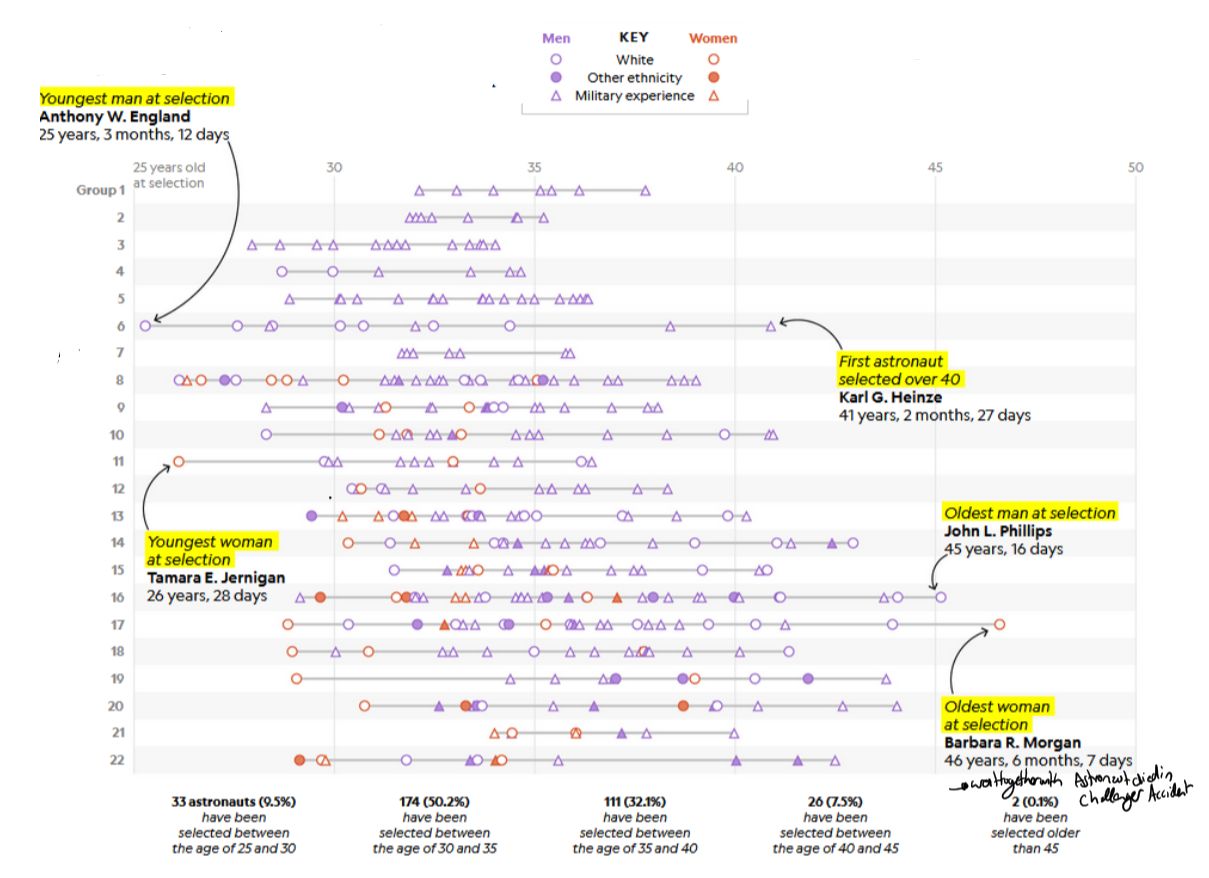 Men KEY Women
White
Other ethnicity
Military experience
Youngest man at selection
Anthony W. England
25 years, 3 months, 12 days
25 years old
at selection
30 35 40 45 50
Group 1
2
3
4
5
6
7
8
9
10
11
12
13
14
15
16
17
18
19
20
21
22
First astronaut
selected over 40
Karl G. Heinze
41 years, 2 months, 27 days
Youngest woman
at selection
Tamara E. Jernigan
26 years, 28 days
Oldest man at selection
John L. Phillips
45 years, 16 days
Oldest woman
at selection
Barbara R. Morgan
46 years, 6 months, 7 days
Astronaut died in
Challenger Accident
33 astronauts (9.5%)
have been
selected between
the age of 25 and 30
174 (50.2%)
have been
selected between
the age of 30 and 35
111 (32.1%)
have been
selected between
the age of 35 and 40
26 (7.5%)
have been
selected between
the age of 40 and 45
2 (0.1%)
have been
selected older
than 45